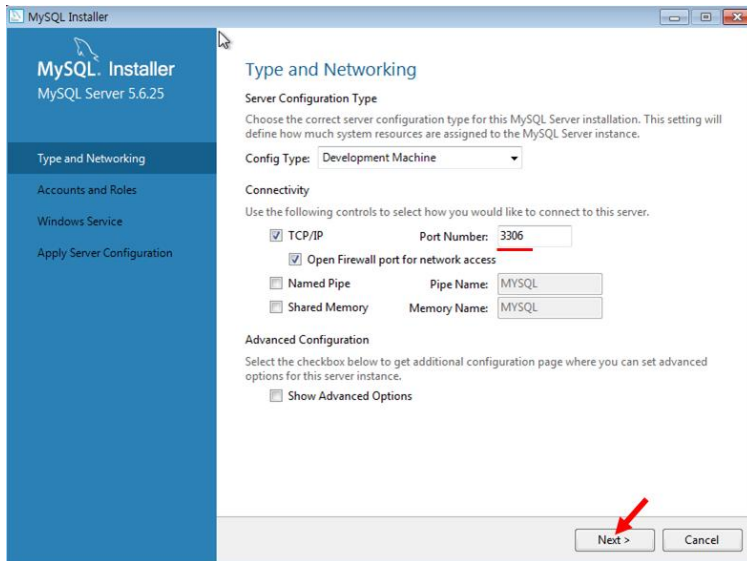 MySQL Installer
MySQL. Installer
MySQL Server 5.6.25
Type and Networking
Accounts and Roles
Windows Service
Apply Server Configuration
Type and Networking
Server Configuration Type
Choose the correct server configuration type for this MySQL Server installation. This setting will
define how much system resources are assigned to the MySQL Server instance.
Config Type: Development Machine
Connectivity
Use the following controls to select how you would like to connect to this server.
TCP/IP Port Number: 3306
Open Firewall port for network access
Named Pipe Pipe Name: MYSQL
Shared Memory Memory Name: MYSQL
Advanced Configuration
Select the checkbox below to get additional configuration page where you can set advanced
options for this server instance.
Show Advanced Options
Next > Cancel